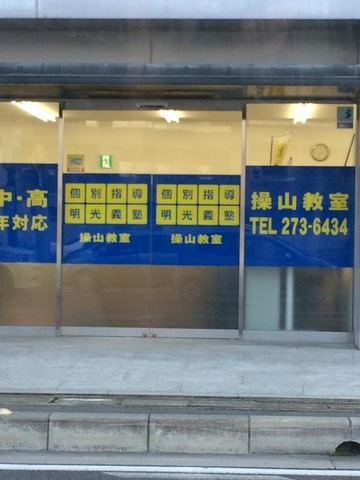 中・高
年対応
個別指導
明光義塾
操山教室
個別指導
明光義塾
操山教室
操山教室
TEL 273-6434